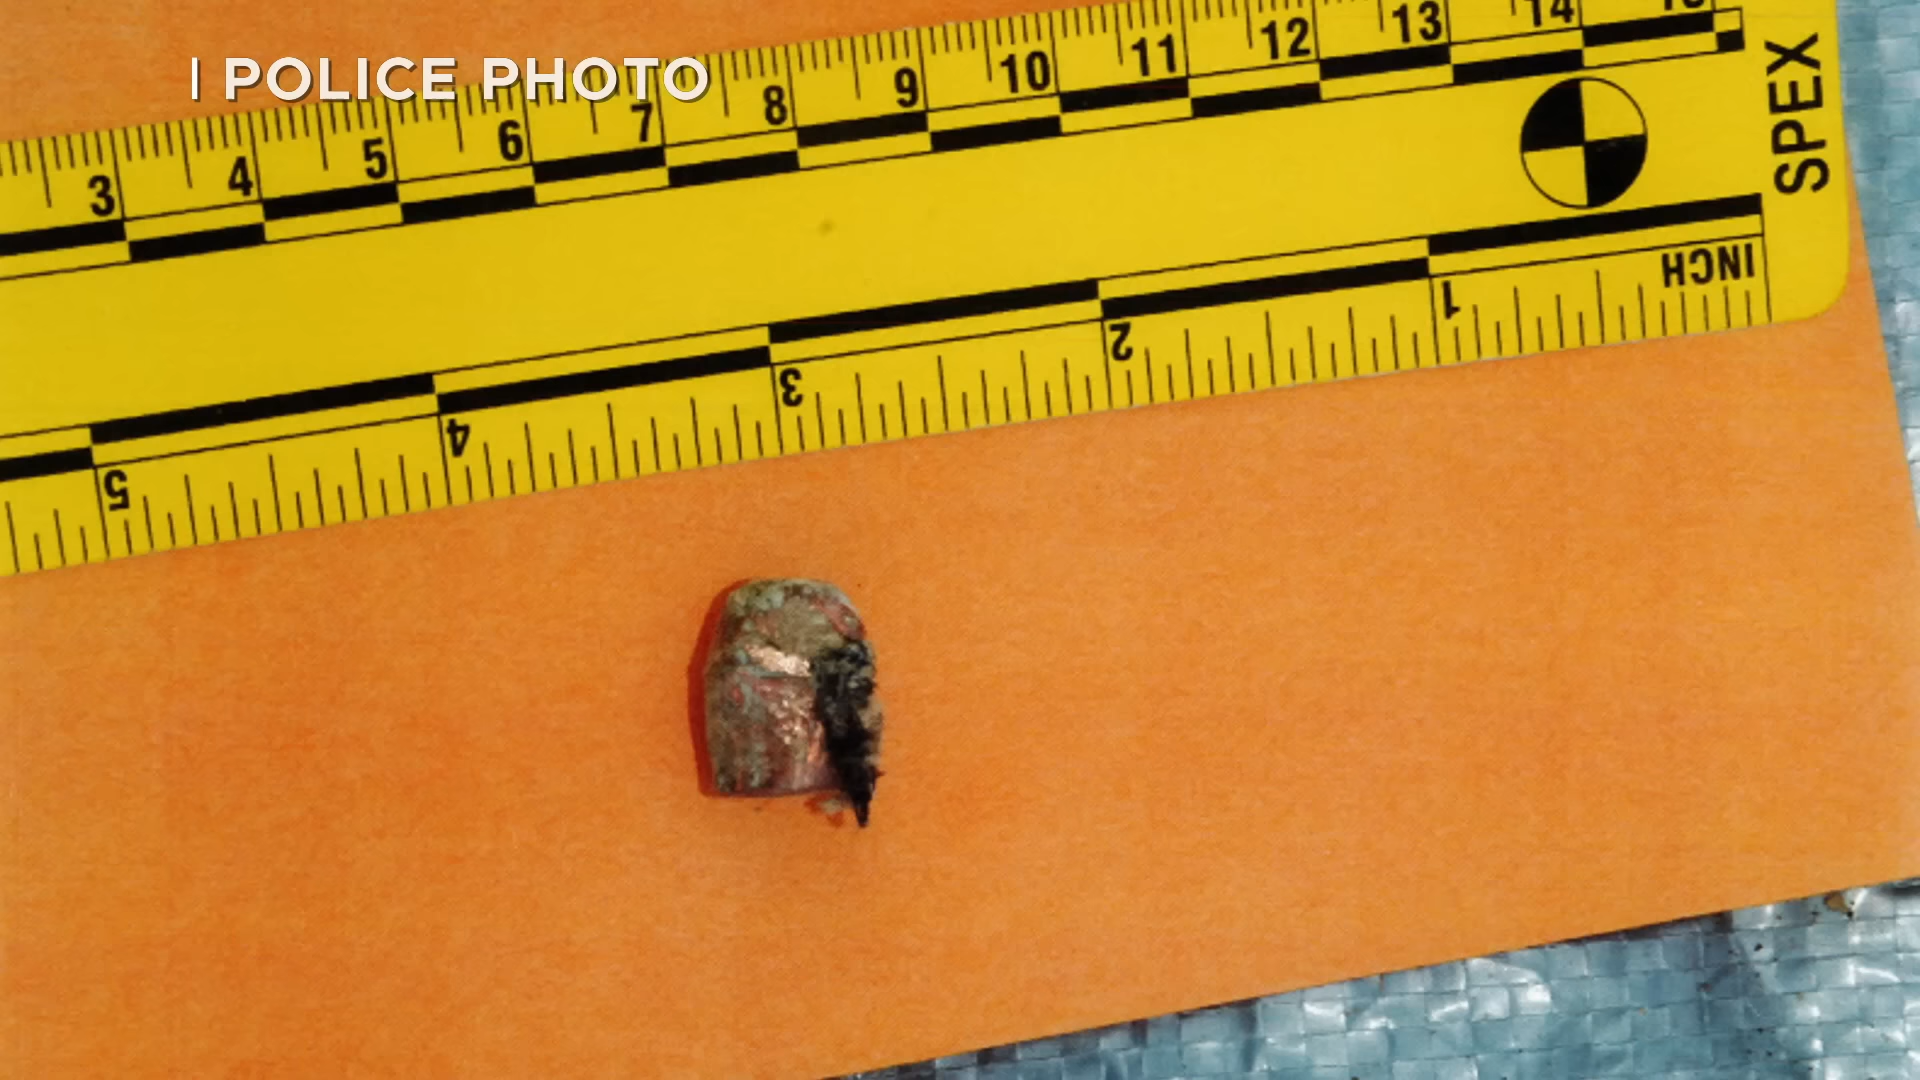 | POLICE PHOTO
3 4 5 6 7 8 9 10 11 12 13 14
SPEX
INCH
5 4 3 2 1